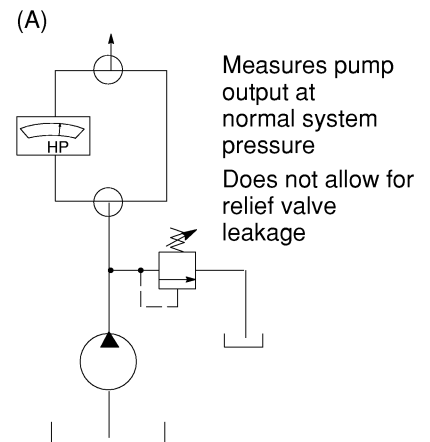 (A)
Measures pump
output at
normal system
pressure
Does not allow for
relief valve
leakage
HP